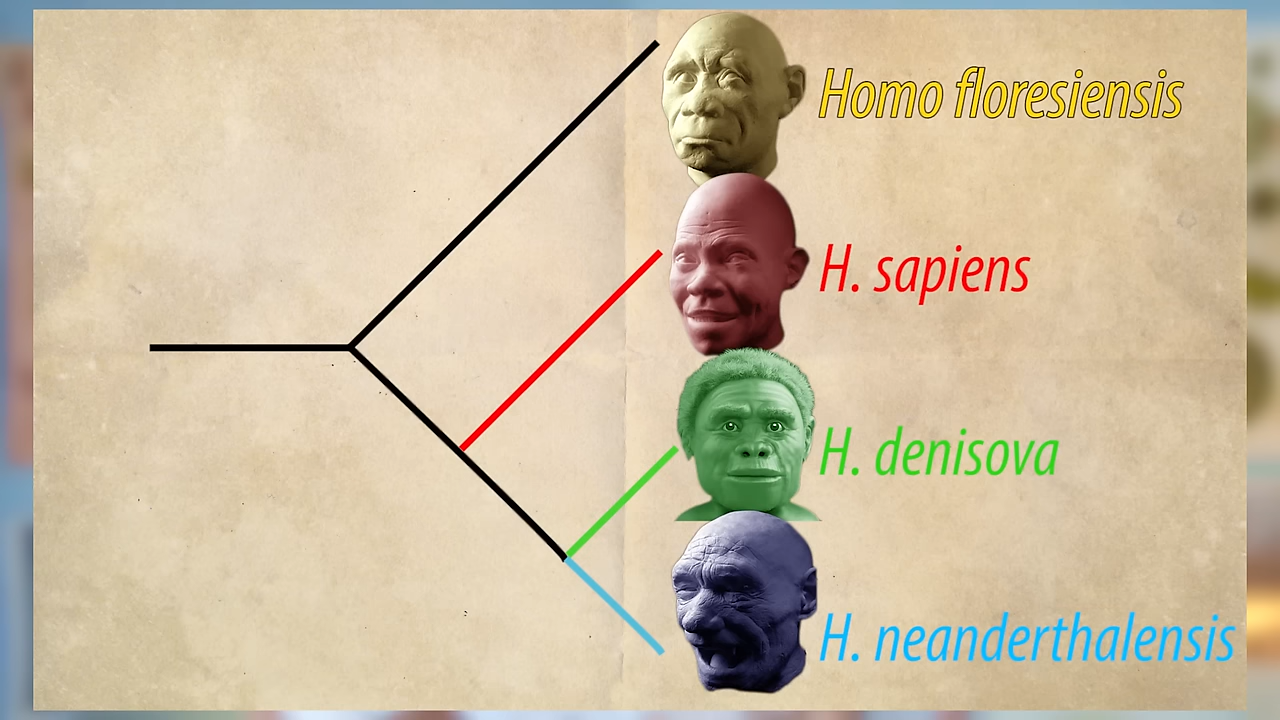 Homo floresiensis
H. sapiens
H. denisova
H. neanderthalensis